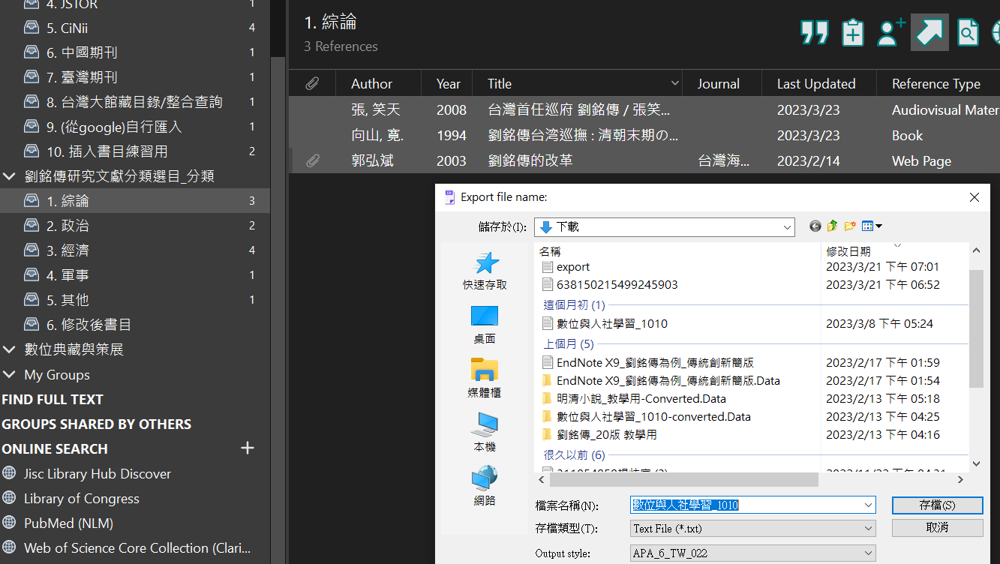 4. JSTOR 1
5. CiNii 4
6. 中國期刊 1
7. 臺灣期刊 1
8. 台灣大館藏目錄/整合查詢 1
9. (從google)自行匯入 1
10. 插入書目練習用 2
劉銘傳研究文獻分類選目_分類
1. 綜論 3
2. 政治 2
3. 經濟 4
4. 軍事 1
5. 其他 1
6. 修改後書目
數位典藏與策展
My Groups
FIND FULL TEXT
GROUPS SHARED BY OTHERS
ONLINE SEARCH
Jisc Library Hub Discover
Library of Congress
PubMed (NLM)
Web of Science Core Collection (Clari...
1. 綜論
3 References
Author Year Title Journal Last Updated Reference Type
張, 笑天 2008 台灣首任巡府 劉銘傳 / 張笑... 2023/3/23 Audiovisual Mater
向山, 寛. 1994 劉銘傳台湾巡撫 : 清朝末期の... 2023/3/23 Book
郭弘斌 2003 劉銘傳的改革 台灣海... 2023/2/14 Web Page
Export file name:
儲存於(I): 下載
快速存取
桌面
媒體櫃
本機
網路
名稱 修改日期
export 2023/3/21 下午 07:01
638150215499245903 2023/3/21 下午 06:52
這個月初 (1)
數位與人社學習_1010 2023/3/8 下午 05:24
上個月 (5)
EndNote X9_劉銘傳為例_傳統創新簡版 2023/2/17 下午 01:59
EndNote X9_劉銘傳為例_傳統創新簡版.Data 2023/2/17 下午 01:54
明清小說_教學用-Converted.Data 2023/2/13 下午 05:18
數位與人社學習_1010-converted.Data 2023/2/13 下午 04:25
劉銘傳_20版 教學用 2023/2/13 下午 04:16
很久以前 (6)
檔案名稱(N): 數位與人社學習_1010 存檔(S)
存檔類型(T): Text File (*.txt) 取消
Output style: APA_6_TW_022